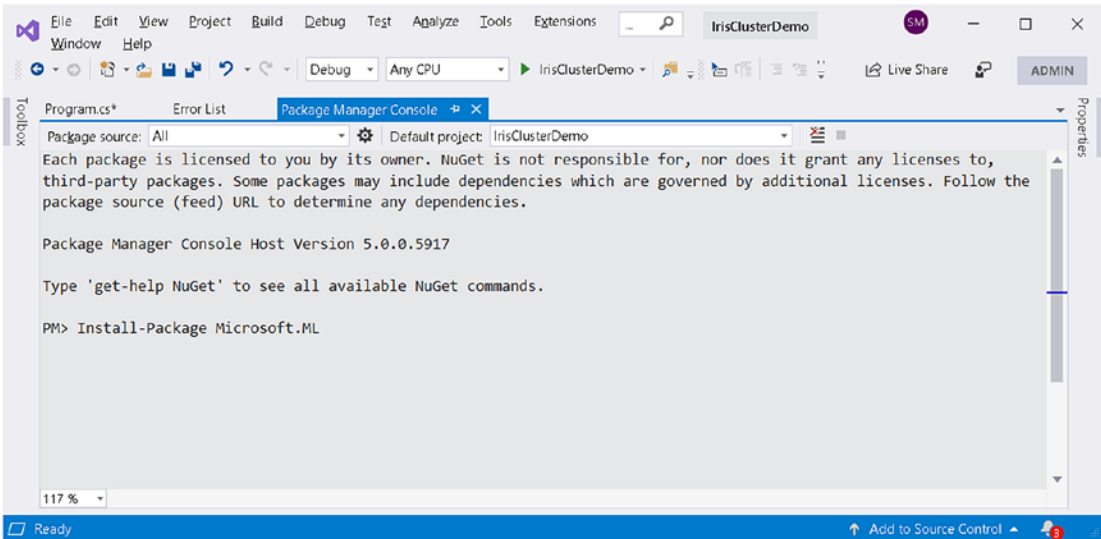 File Edit View Project Build Debug Test Analyze Tools Extensions ... IrisClusterDemo SM
Window Help
Debug Any CPU IrisClusterDemo Live Share ADMIN
Toolbox
Program.cs* Error List Package Manager Console
Properties
Package source: All Default project: IrisClusterDemo
Each package is licensed to you by its owner. NuGet is not responsible for, nor does it grant any licenses to,
third-party packages. Some packages may include dependencies which are governed by additional licenses. Follow the
package source (feed) URL to determine any dependencies.
Package Manager Console Host Version 5.0.0.5917
Type 'get-help NuGet' to see all available NuGet commands.
PM> Install-Package Microsoft.ML
117 %
Ready Add to Source Control 3